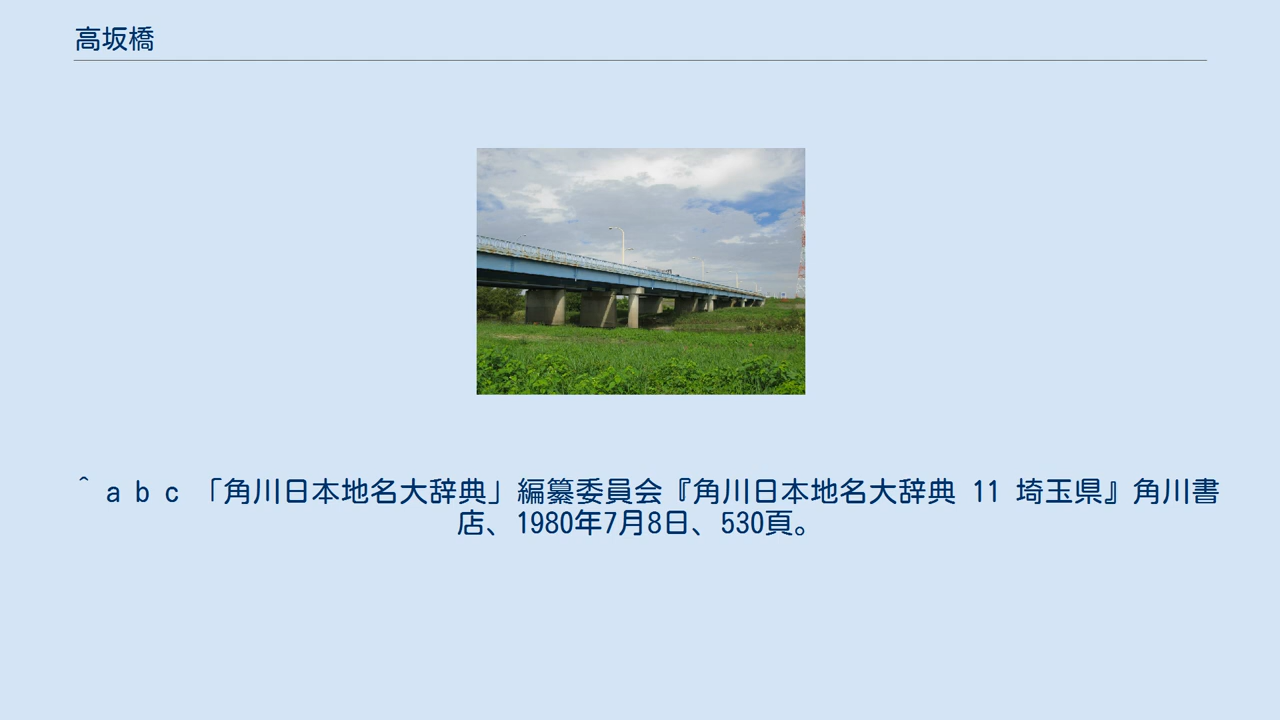 高坂橋
^ a b c 「角川日本地名大辞典」編纂委員会『角川日本地名大辞典 11 埼玉県』角川書
店、1980年7月8日、530頁。